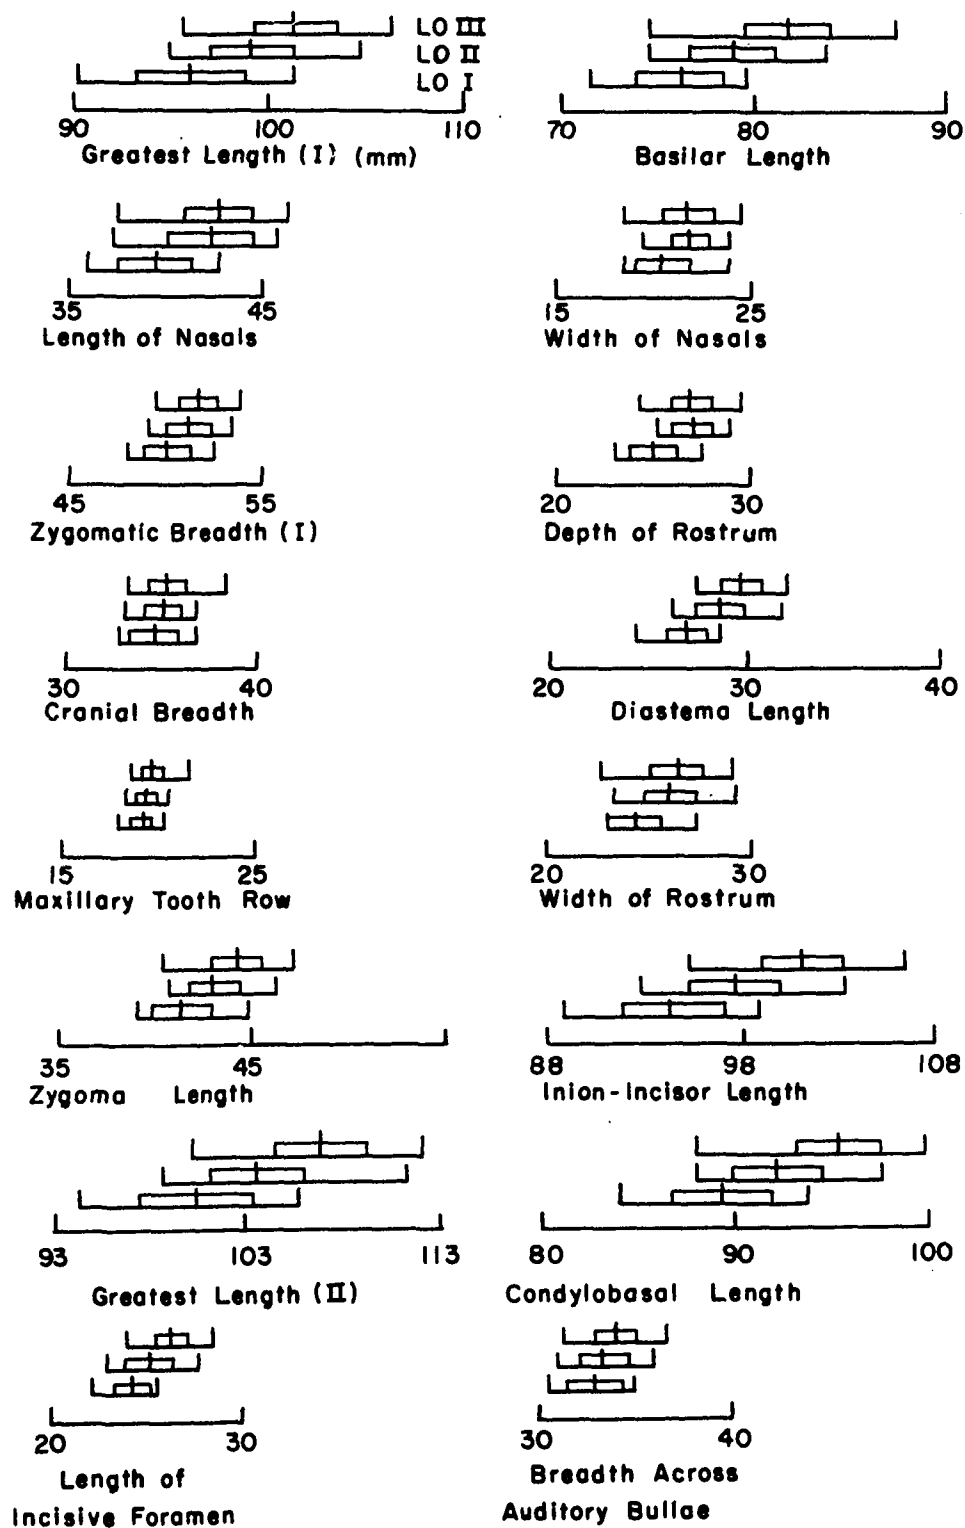 LO III
LO II
LO I
90 100 110
Greatest Length (I) (mm)
70 80 90
Basilar Length
35 45
Length of Nasals
15 25
Width of Nasals
45 55
Zygomatic Breadth (I)
20 30
Depth of Rostrum
30 40
Cranial Breadth
20 30 40
Diastema Length
15 25
Maxillary Tooth Row
20 30
Width of Rostrum
35 45
Zygoma Length
88 98 108
Inion-Incisor Length
93 103 113
Greatest Length (II)
80 90 100
Condylobasal Length
20 30
Length of
Incisive Foramen
30 40
Breadth Across
Auditory Bullae